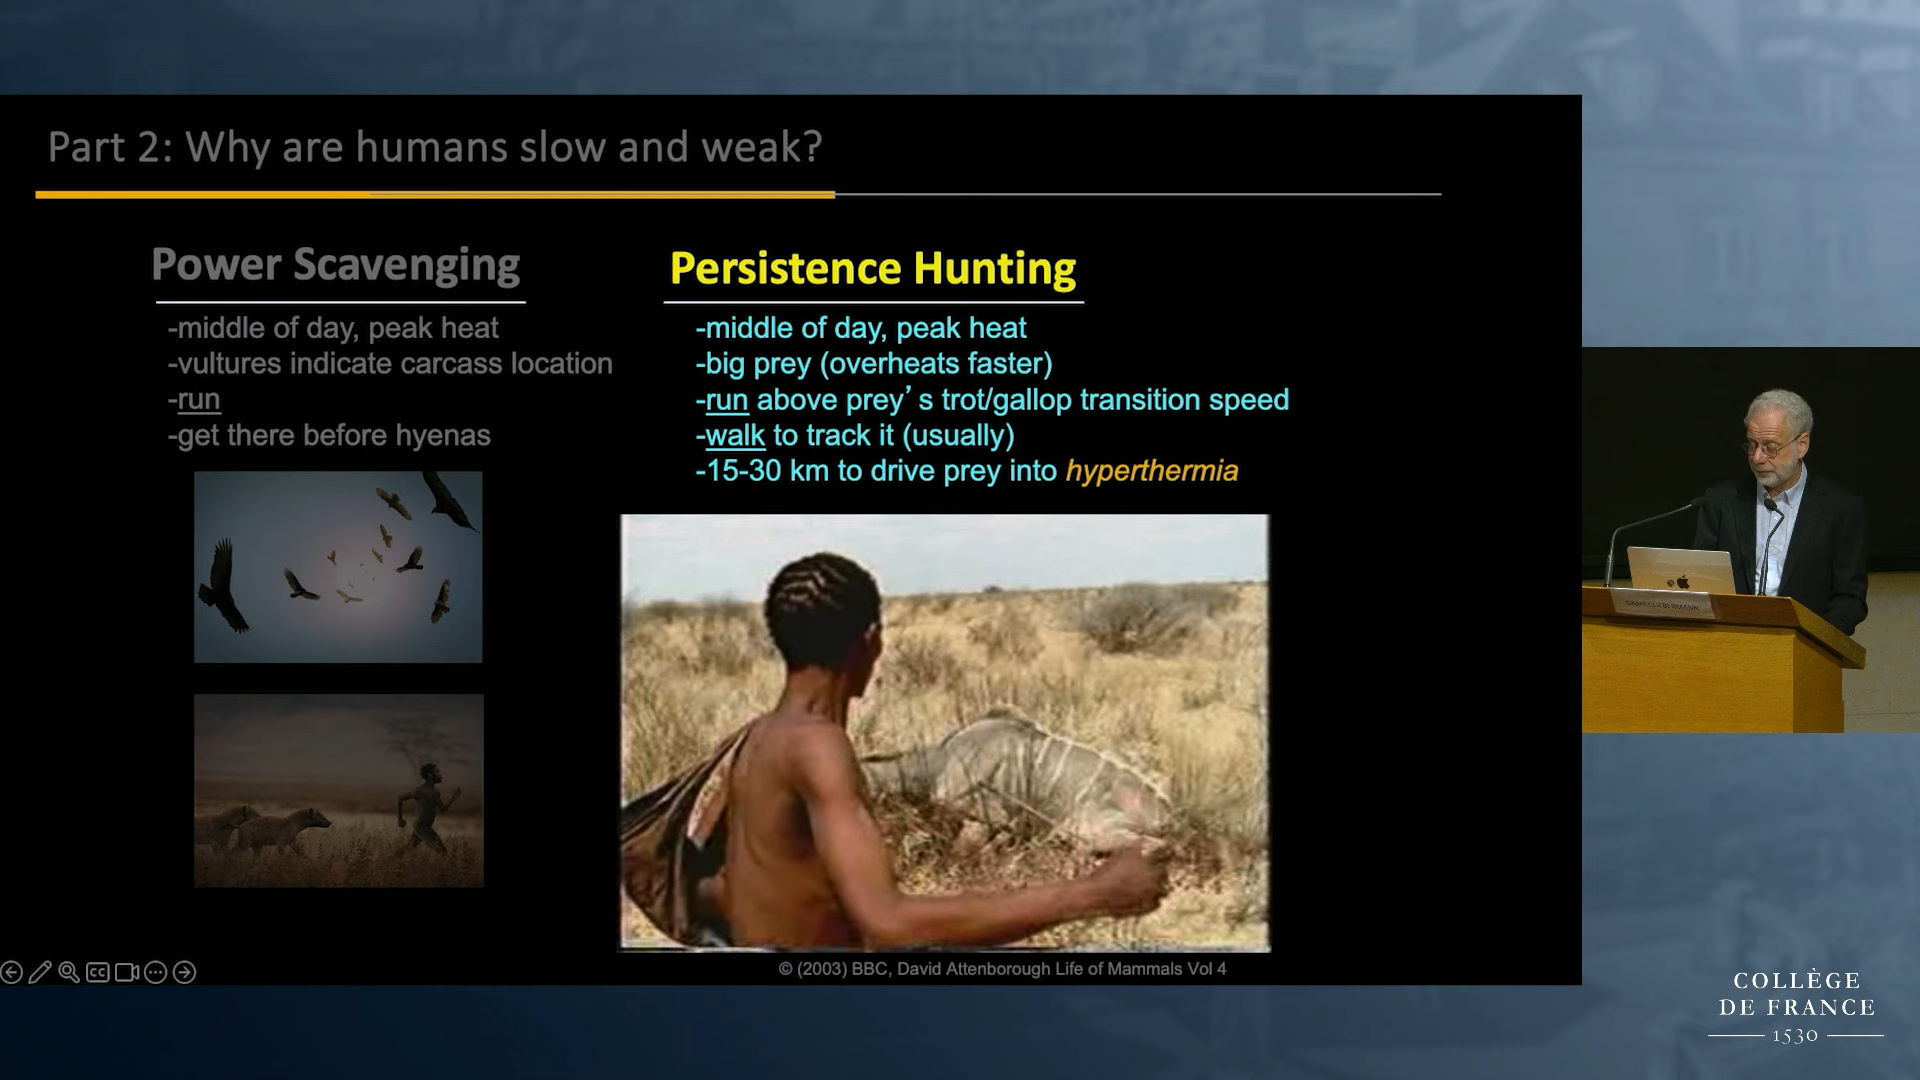 Part 2: Why are humans slow and weak?
Power Scavenging
-middle of day, peak heat
-vultures indicate carcass location
-run
-get there before hyenas
Persistence Hunting
-middle of day, peak heat
-big prey (overheats faster)
-run above prey’s trot/gallop transition speed
-walk to track it (usually)
-15-30 km to drive prey into hyperthermia
© (2003) BBC, David Attenborough Life of Mammals Vol 4
CC
DANIEL LIEBERMANN
COLLÈGE
DE FRANCE
1530